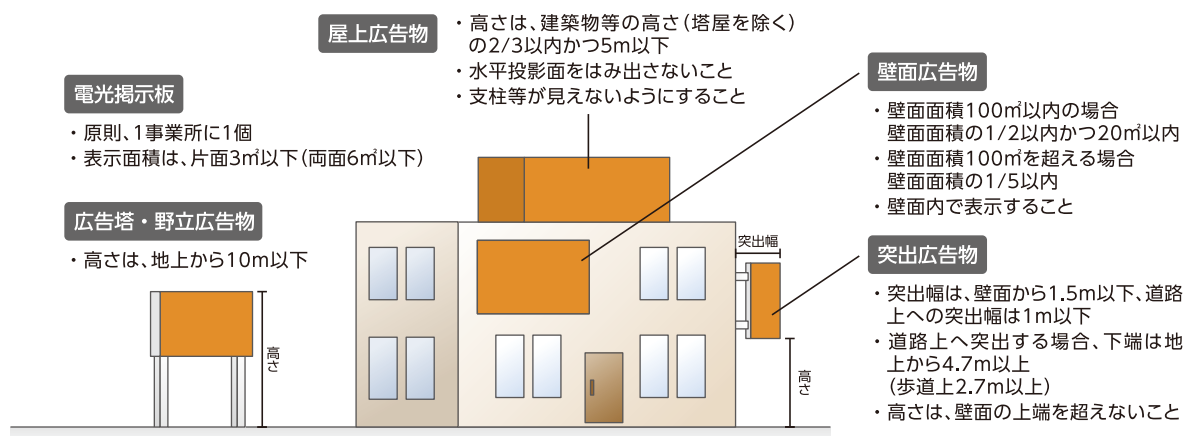 屋上広告物
・高さは、建築物等の高さ(塔屋を除く)
の2/3以内かつ5m以下
・水平投影面をはみ出さないこと
・支柱等が見えないようにすること
電光掲示板
・原則、1事業所に1個
・表示面積は、片面3㎡以下(両面6㎡以下)
広告塔・野立広告物
・高さは、地上から10m以下
高さ
壁面広告物
・壁面面積100㎡以内の場合
壁面面積の1/2以内かつ20㎡以内
・壁面面積100㎡を超える場合
壁面面積の1/5以内
・壁面内で表示すること
突出幅
高さ
突出広告物
・突出幅は、壁面から1.5m以下、道路
上への突出幅は1m以下
・道路上へ突出する場合、下端は地
上から4.7m以上
(歩道上2.7m以上)
・高さは、壁面の上端を超えないこと